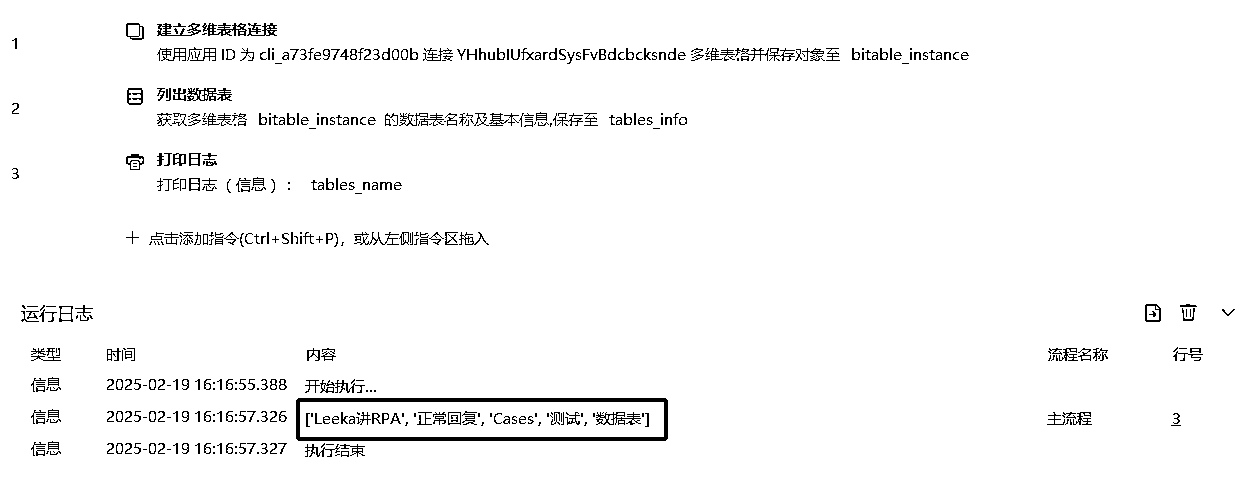 1
建立多维表格连接
使用应用 ID 为 cli_a73fe9748f23d00b 连接 YHhubIUfxardSysFvBdcbcksnde 多维表格并保存对象至 bitable_instance
2
列出数据表
获取多维表格 bitable_instance 的数据表名称及基本信息,保存至 tables_info
3
打印日志
打印日志（信息）： tables_name
+ 点击添加指令(Ctrl+Shift+P)，或从左侧指令区拖入
运行日志
类型 时间 内容 流程名称 行号
信息 2025-02-19 16:16:55.388 开始执行...
信息 2025-02-19 16:16:57.326 ['Leeka讲RPA', '正常回复', 'Cases', '测试', '数据表'] 主流程 3
信息 2025-02-19 16:16:57.327 执行结束